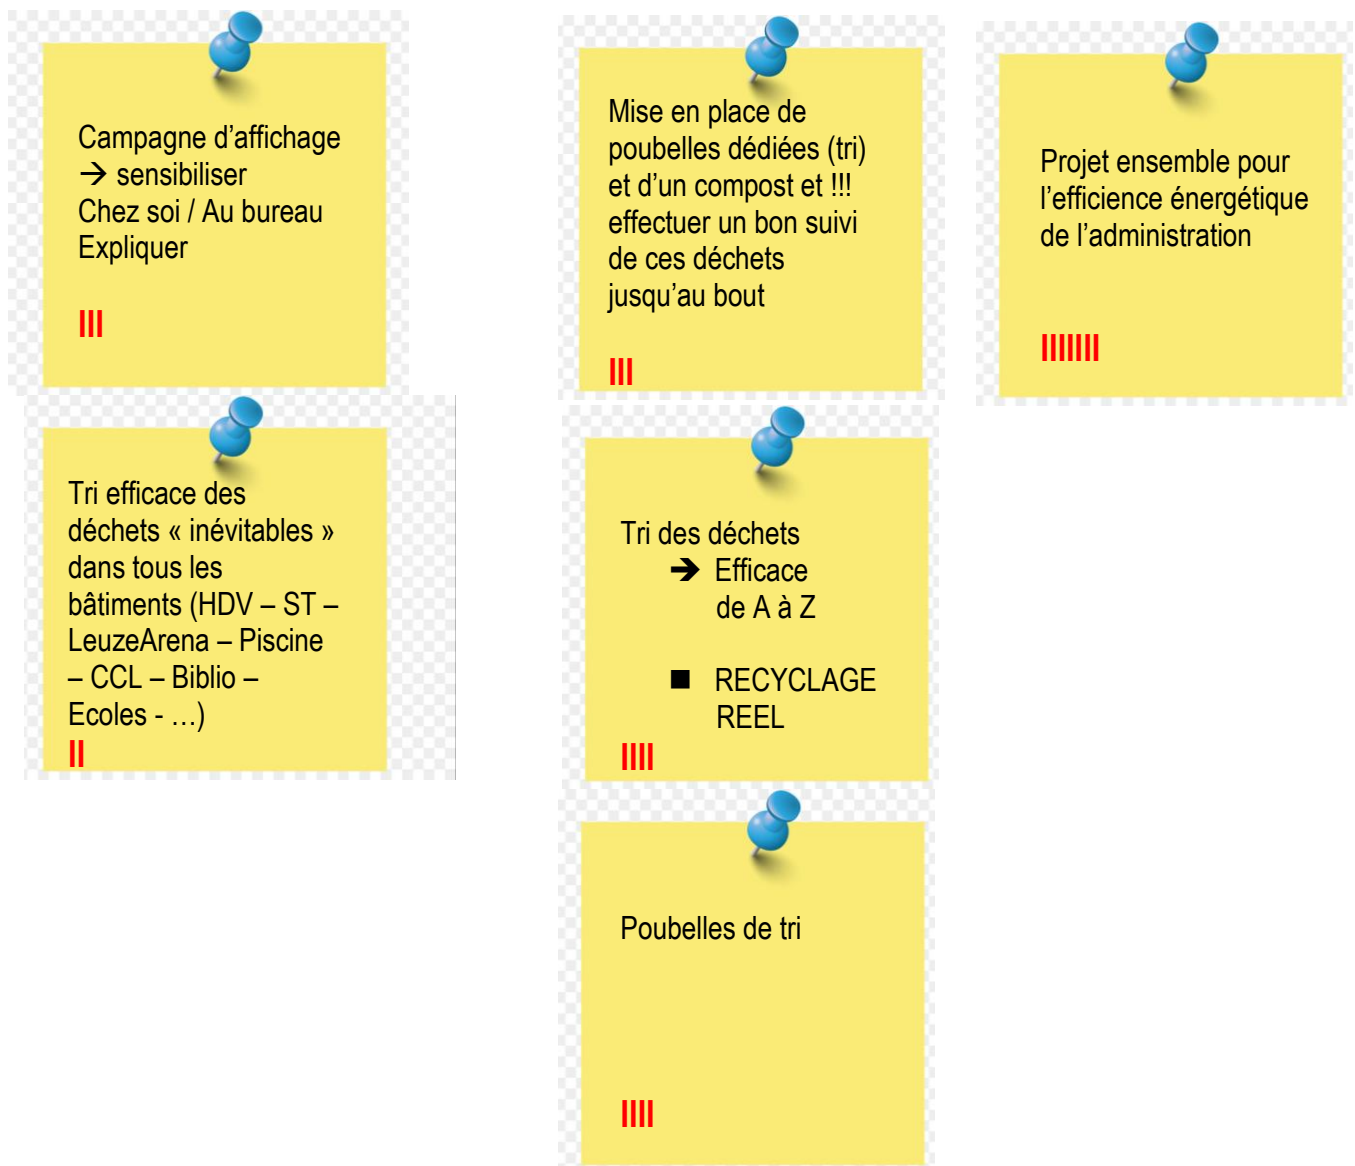 Campagne d’affichage
→ sensibiliser
Chez soi / Au bureau
Expliquer
III
Mise en place de
poubelles dédiées (tri)
et d’un compost et !!!
effectuer un bon suivi
de ces déchets
jusqu’au bout
III
Projet ensemble pour
l’efficience énergétique
de l’administration
IIIIIII
Tri efficace des
déchets « inévitables »
dans tous les
bâtiments (HDV – ST –
LeuzeArena – Piscine
– CCL – Biblio –
Ecoles - …)
II
Tri des déchets
➔ Efficace
de A à Z
■ RECYCLAGE
REEL
IIII
Poubelles de tri
IIII